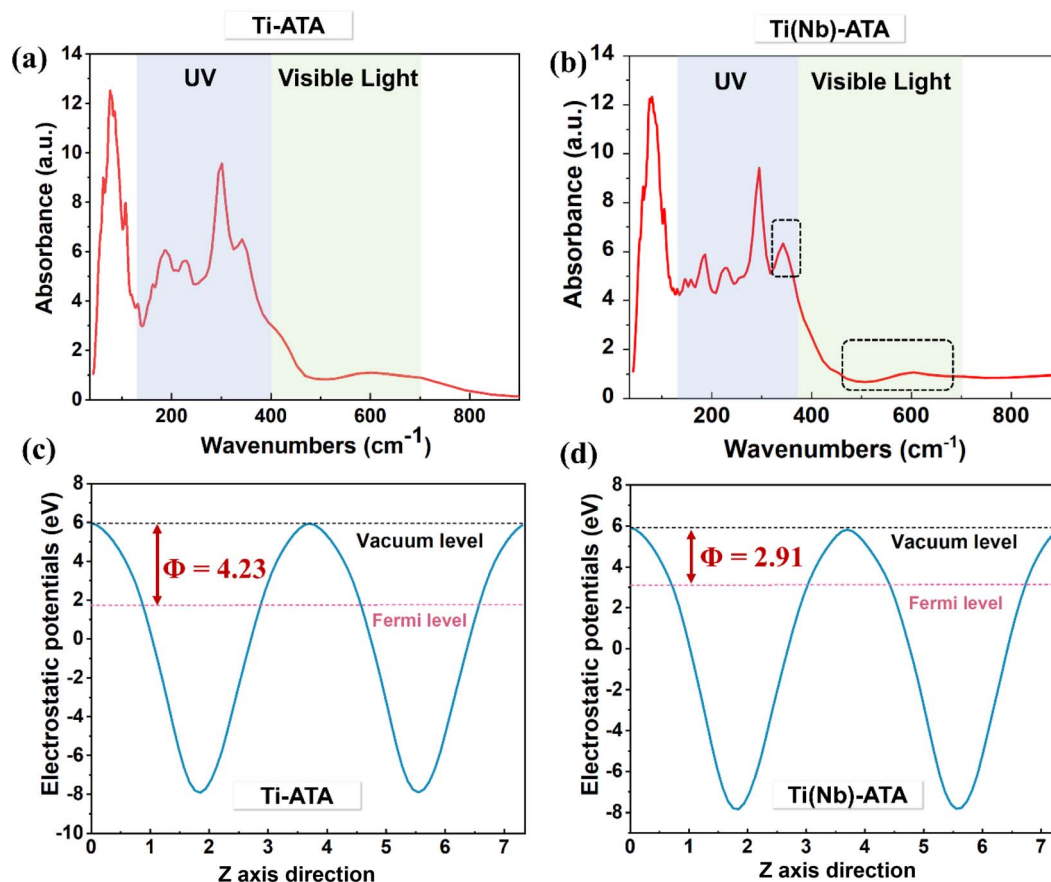 Ti-ATA
Ti(Nb)-ATA
(a)
UV
Visible Light
14
12
10
8
6
4
2
0
Absorbance (a.u.)
200
400
600
800
Wavenumbers (cm⁻¹)
(b)
UV
Visible Light
14
12
10
8
6
4
2
0
Absorbance (a.u.)
200
400
600
800
Wavenumbers (cm⁻¹)
(c)
8
6
4
2
0
-2
-4
-6
-8
-10
Electrostatic potentials (eV)
Vacuum level
Φ = 4.23
Fermi level
Ti-ATA
0
1
2
3
4
5
6
7
Z axis direction
(d)
8
6
4
2
0
-2
-4
-6
-8
Electrostatic potentials (eV)
Vacuum level
Φ = 2.91
Fermi level
Ti(Nb)-ATA
0
1
2
3
4
5
6
7
Z axis direction